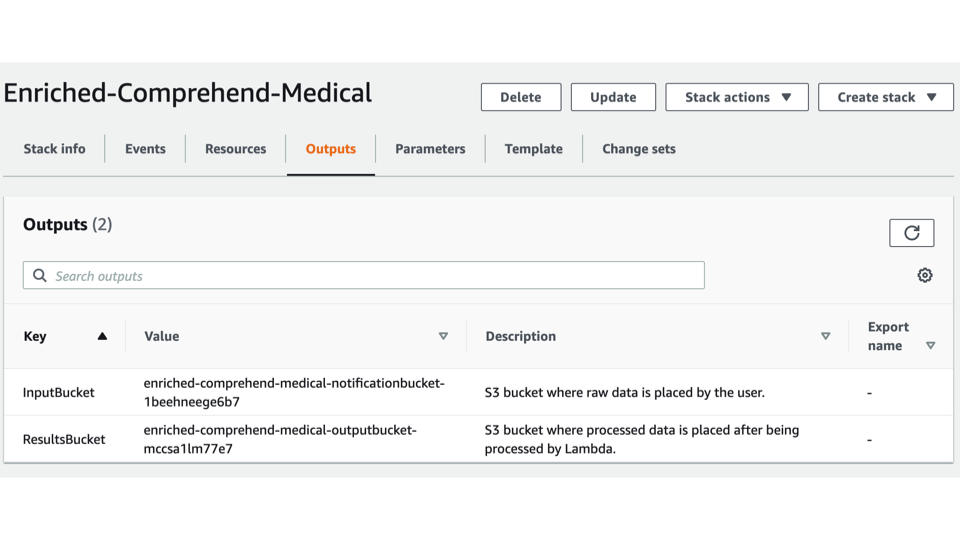 Enriched-Comprehend-Medical
Delete
Update
Stack actions
Create stack
Stack info
Events
Resources
Outputs
Parameters
Template
Change sets
Outputs (2)
Search outputs
Key
Value
Description
Export
name
InputBucket
enriched-comprehend-medical-notificationbucket-
1beehneege6b7
S3 bucket where raw data is placed by the user.
-
ResultsBucket
enriched-comprehend-medical-outputbucket-
mccsa1lm77e7
S3 bucket where processed data is placed after being
processed by Lambda.
-